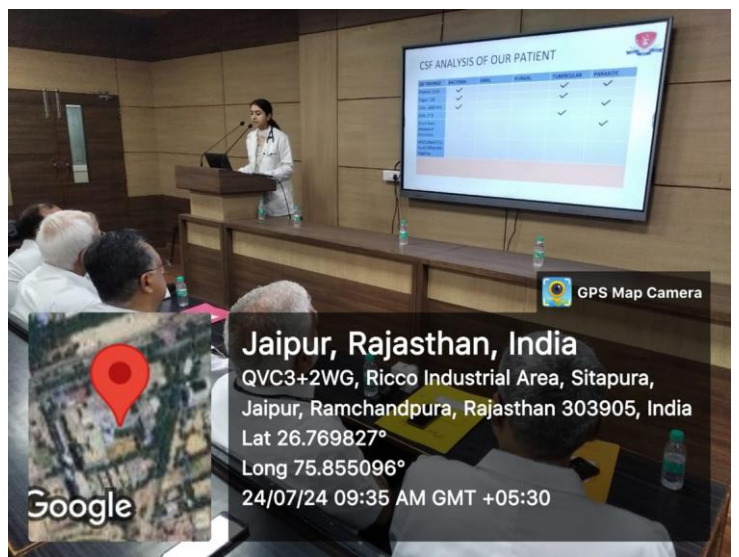 CSF ANALYSIS OF OUR PATIENT
BACTERIAL VIRAL FUNGAL TUBERCULAR PARASITIC
GPS Map Camera
Jaipur, Rajasthan, India
QVC3+2WG, Ricco Industrial Area, Sitapura,
Jaipur, Ramchandpura, Rajasthan 303905, India
Lat 26.769827°
Long 75.855096°
24/07/24 09:35 AM GMT +05:30
Google